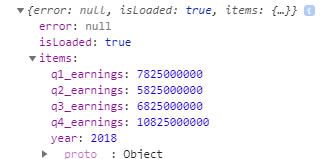 ▼{error: null, isLoaded: true, items: {…}} i
error: null
isLoaded: true
▼items:
q1_earnings: 7825000000
q2_earnings: 5825000000
q3_earnings: 6825000000
q4_earnings: 10825000000
year: 2018
▶ __proto__: Object